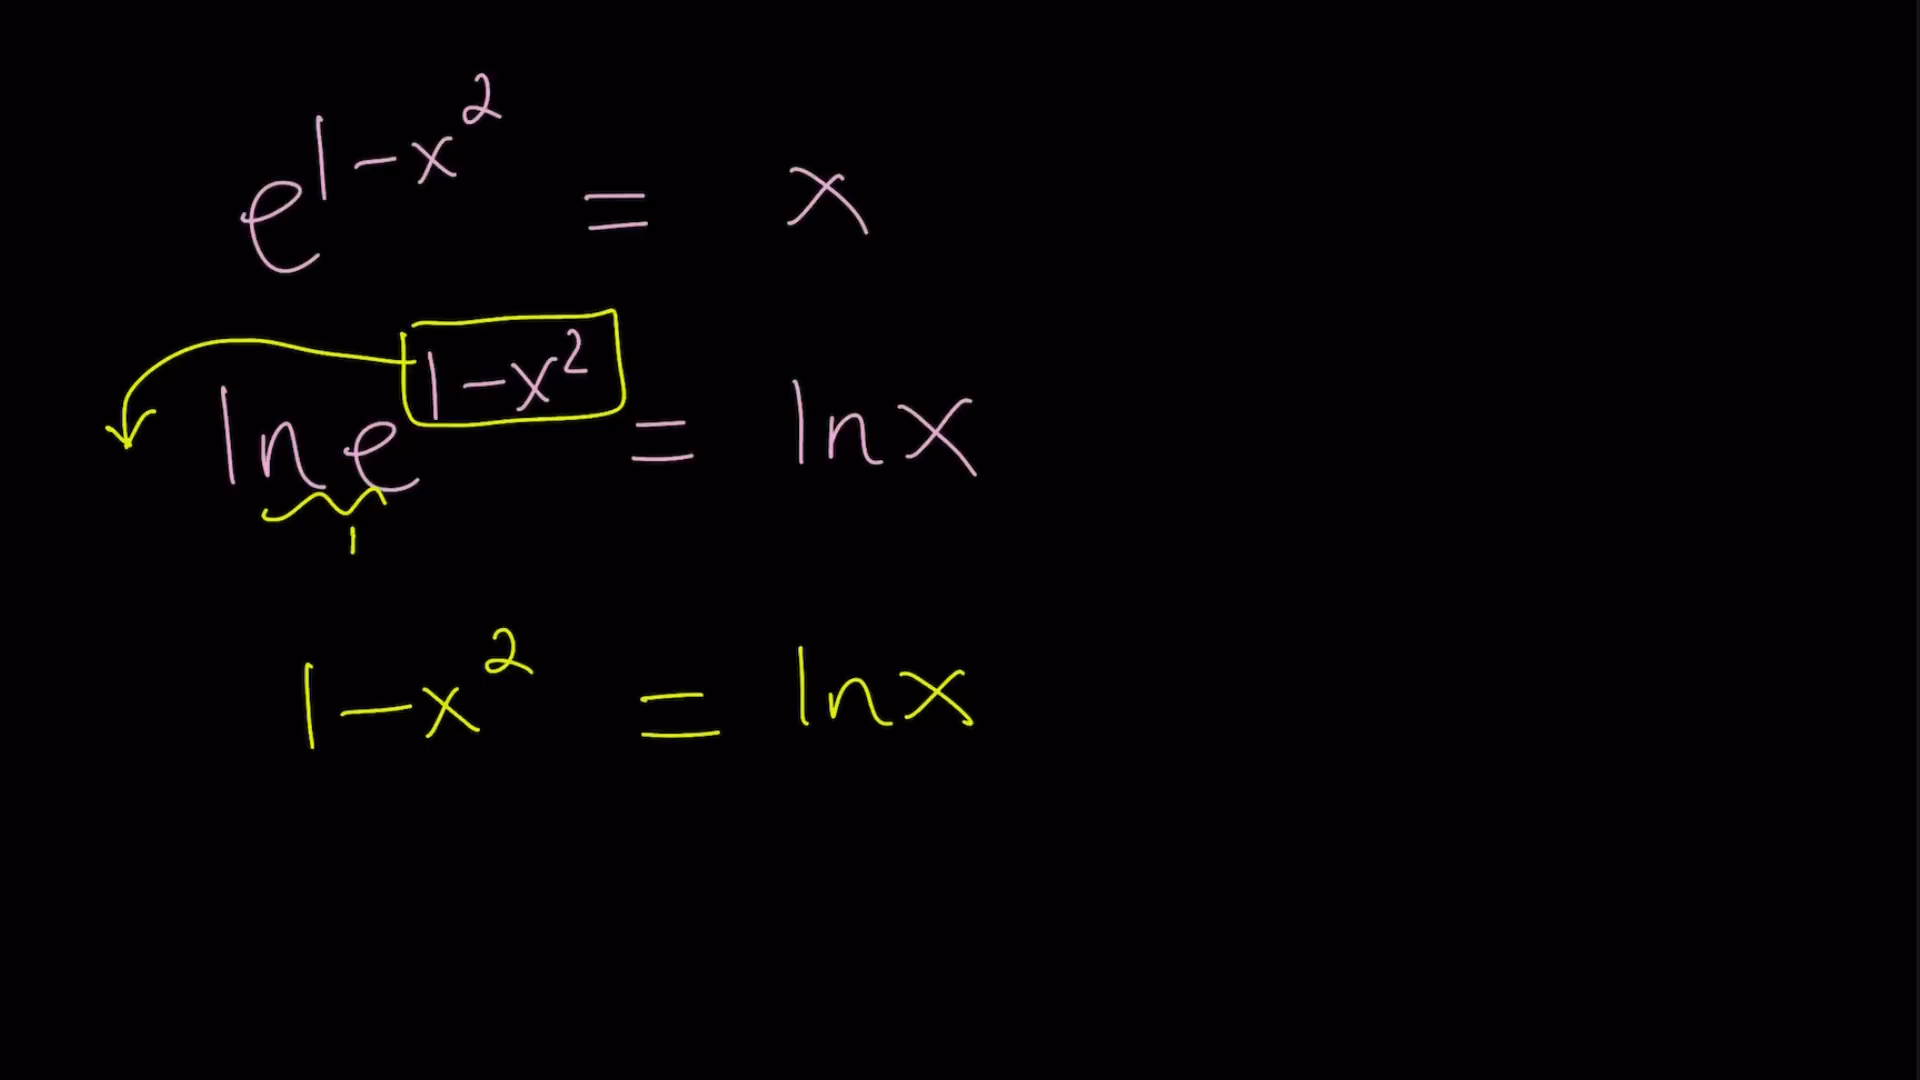 e^{1-x^2} = x
ln e^{1-x^2} = ln x
1
1-x^2 = ln x